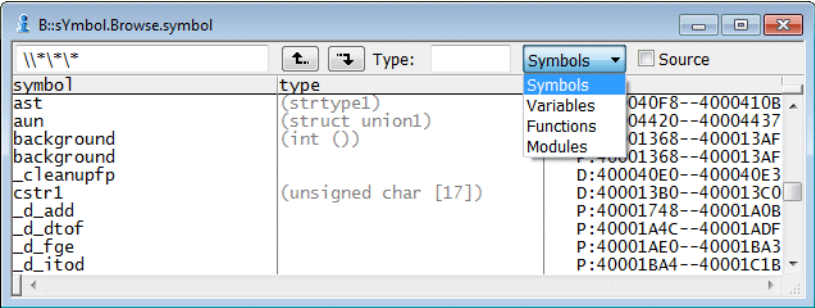 B::sYmbol.Browse.symbol
\\*\*\* Type: Symbols Source
symbol type
Symbols
Variables
Functions
Modules
ast (strtype1) 040F8--4000410B
aun (struct union1) 04420--40004437
background (int ()) 01368--400013AF
background P:40001368--400013AF
_cleanupfp D:400040E0--400040E3
cstr1 (unsigned char [17]) D:400013B0--400013C0
_d_add P:40001748--40001A0B
_d_dtof P:40001A4C--40001ADF
_d_fge P:40001AE0--40001BA3
_d_itod P:40001BA4--40001C1B